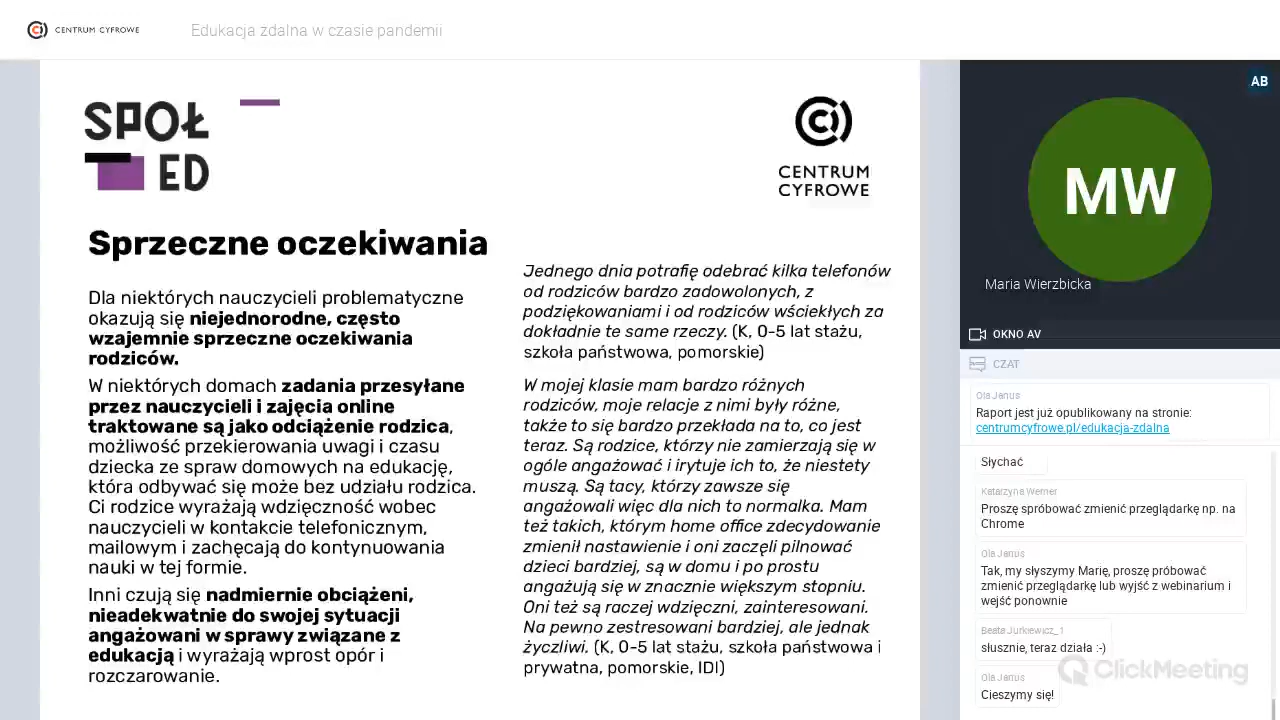 CENTRUM CYFROWE
Edukacja zdalna w czasie pandemii
SPOŁ
ED
CENTRUM
CYFROWE
Sprzeczne oczekiwania
Dla niektórych nauczycieli problematyczne
okazują się niejednorodne, często
wzajemnie sprzeczne oczekiwania
rodziców.
W niektórych domach zadania przesyłane
przez nauczycieli i zajęcia online
traktowane są jako odciążenie rodzica,
możliwość przekierowania uwagi i czasu
dziecka ze spraw domowych na edukację,
która odbywać się może bez udziału rodzica.
Ci rodzice wyrażają wdzięczność wobec
nauczycieli w kontakcie telefonicznym,
mailowym i zachęcają do kontynuowania
nauki w tej formie.
Inni czują się nadmiernie obciążeni,
nieadekwatnie do swojej sytuacji
angażowani w sprawy związane z
edukacją i wyrażają wprost opór i
rozczarowanie.
Jednego dnia potrafię odebrać kilka telefonów
od rodziców bardzo zadowolonych, z
podziękowaniami i od rodziców wściekłych za
dokładnie te same rzeczy. (K, 0-5 lat stażu,
szkoła państwowa, pomorskie)
W mojej klasie mam bardzo różnych
rodziców, moje relacje z nimi były różne,
także to się bardzo przekłada na to, co jest
teraz. Są rodzice, którzy nie zamierzają się w
ogóle angażować i irytuje ich to, że niestety
muszą. Są tacy, którzy zawsze się
angażowali więc dla nich to normalka. Mam
też takich, którym home office zdecydowanie
zmienił nastawienie i oni zaczęli pilnować
dzieci bardziej, są w domu i po prostu
angażują się w znacznie większym stopniu.
Oni też są raczej wdzięczni, zainteresowani.
Na pewno zestresowani bardziej, ale jednak
życzliwi. (K, 0-5 lat stażu, szkoła państwowa i
prywatna, pomorskie, IDI)
AB
MW
Maria Wierzbicka
OKNO AV
CZAT
Ola Janus
Raport jest już opublikowany na stronie:
centrumcyfrowe.pl/edukacja-zdalna
Słychać
Katarzyna Werner
Proszę spróbować zmienić przeglądarkę np. na
Chrome
Ola Janus
Tak, my słyszymy Marię, proszę próbować
zmienić przeglądarkę lub wyjść z webinarium i
wejść ponownie
Beata Jurkiewicz_1
słusznie, teraz działa :-)
Ola Janus
Cieszymy się!
ClickMeeting